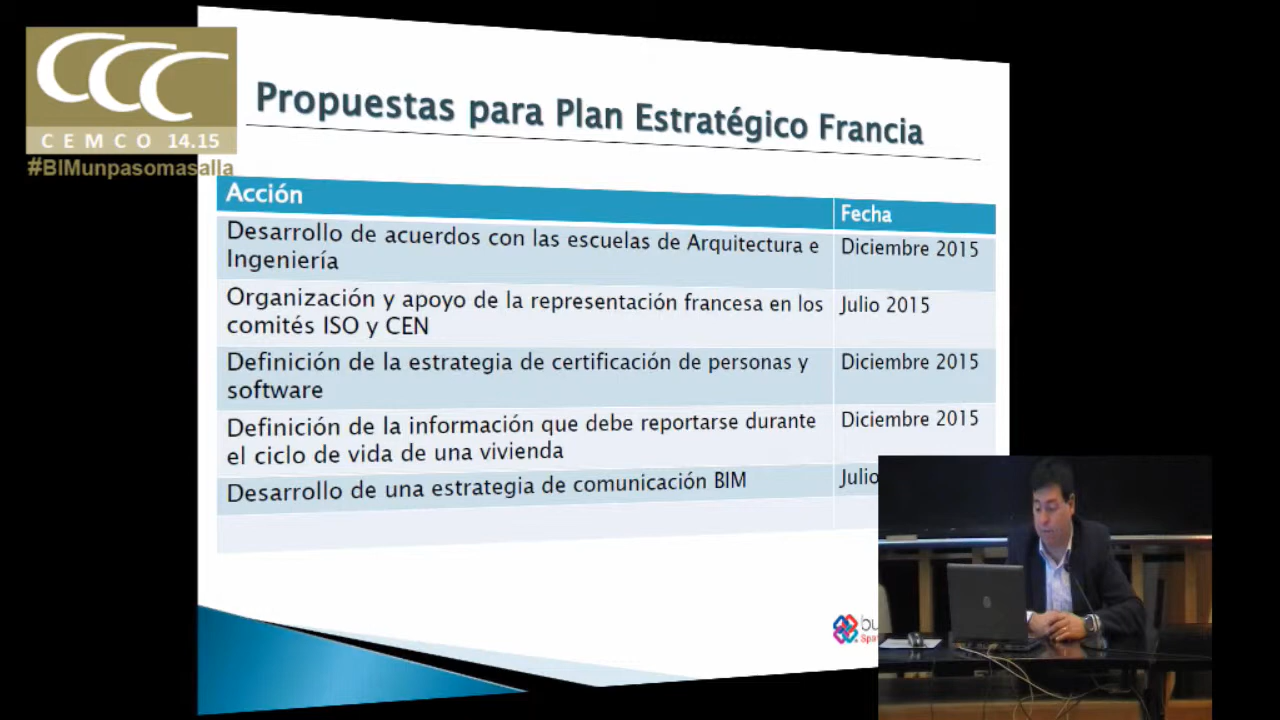 CEMCO 14.15
#BIMunpasomasalla
Propuestas para Plan Estratégico Francia
Acción
Fecha
Desarrollo de acuerdos con las escuelas de Arquitectura e
Ingeniería
Diciembre 2015
Organización y apoyo de la representación francesa en los
comités ISO y CEN
Julio 2015
Definición de la estrategia de certificación de personas y
software
Diciembre 2015
Definición de la información que debe reportarse durante
el ciclo de vida de una vivienda
Diciembre 2015
Desarrollo de una estrategia de comunicación BIM
Julio